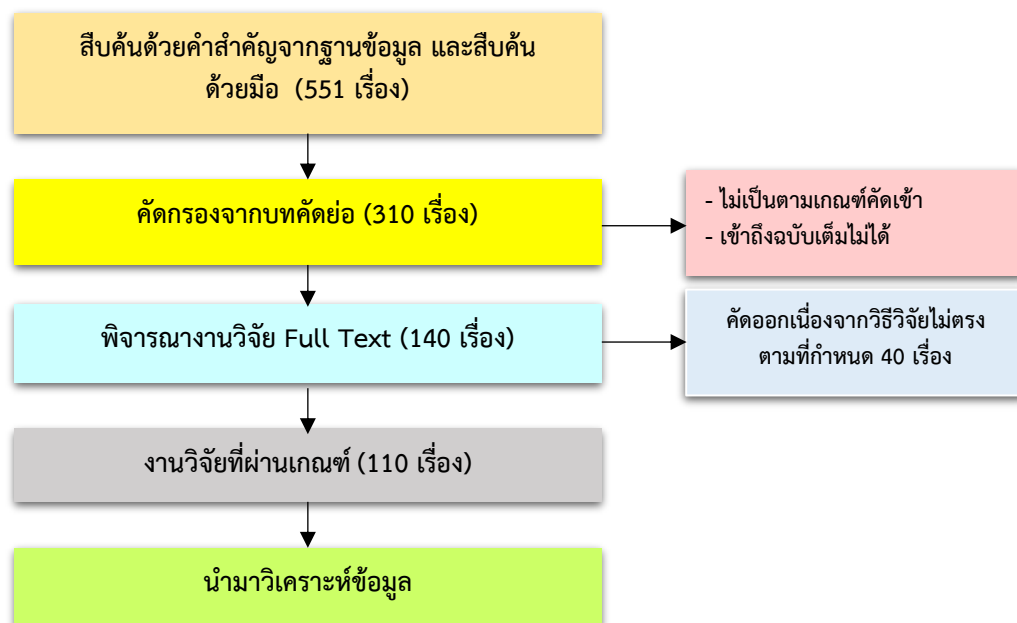 สืบค้นด้วยคำสำคัญจากฐานข้อมูล และสืบค้น
ด้วยมือ (551 เรื่อง)
คัดกรองจากบทคัดย่อ (310 เรื่อง)
- ไม่เป็นตามเกณฑ์คัดเข้า
- เข้าถึงฉบับเต็มไม่ได้
พิจารณางานวิจัย Full Text (140 เรื่อง)
คัดออกเนื่องจากวิธีวิจัยไม่ตรง
ตามที่กำหนด 40 เรื่อง
งานวิจัยที่ผ่านเกณฑ์ (110 เรื่อง)
นำมาวิเคราะห์ข้อมูล